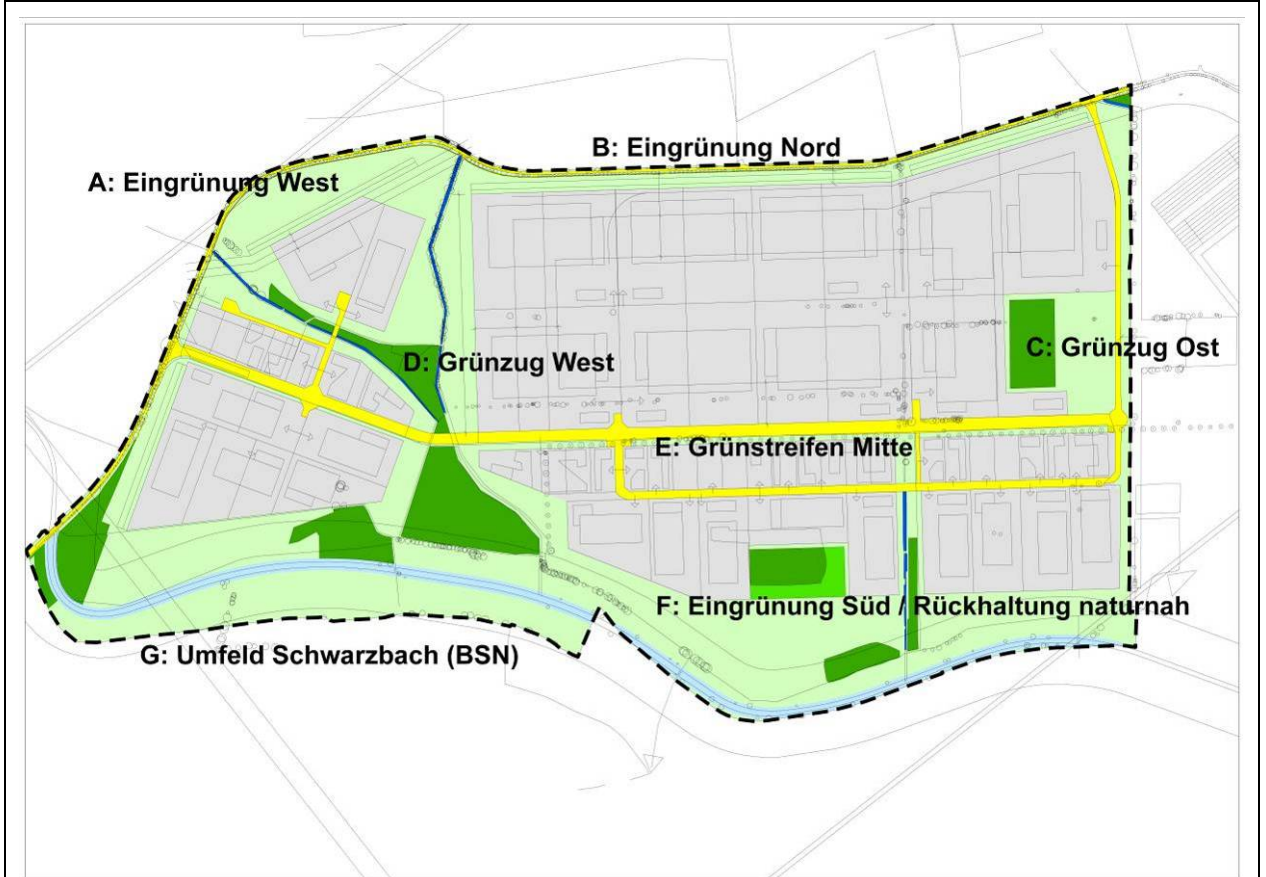 B: Eingrünung Nord
A: Eingrünung West
C: Grünzug Ost
D: Grünzug West
E: Grünstreifen Mitte
F: Eingrünung Süd / Rückhaltung naturnah
G: Umfeld Schwarzbach (BSN)